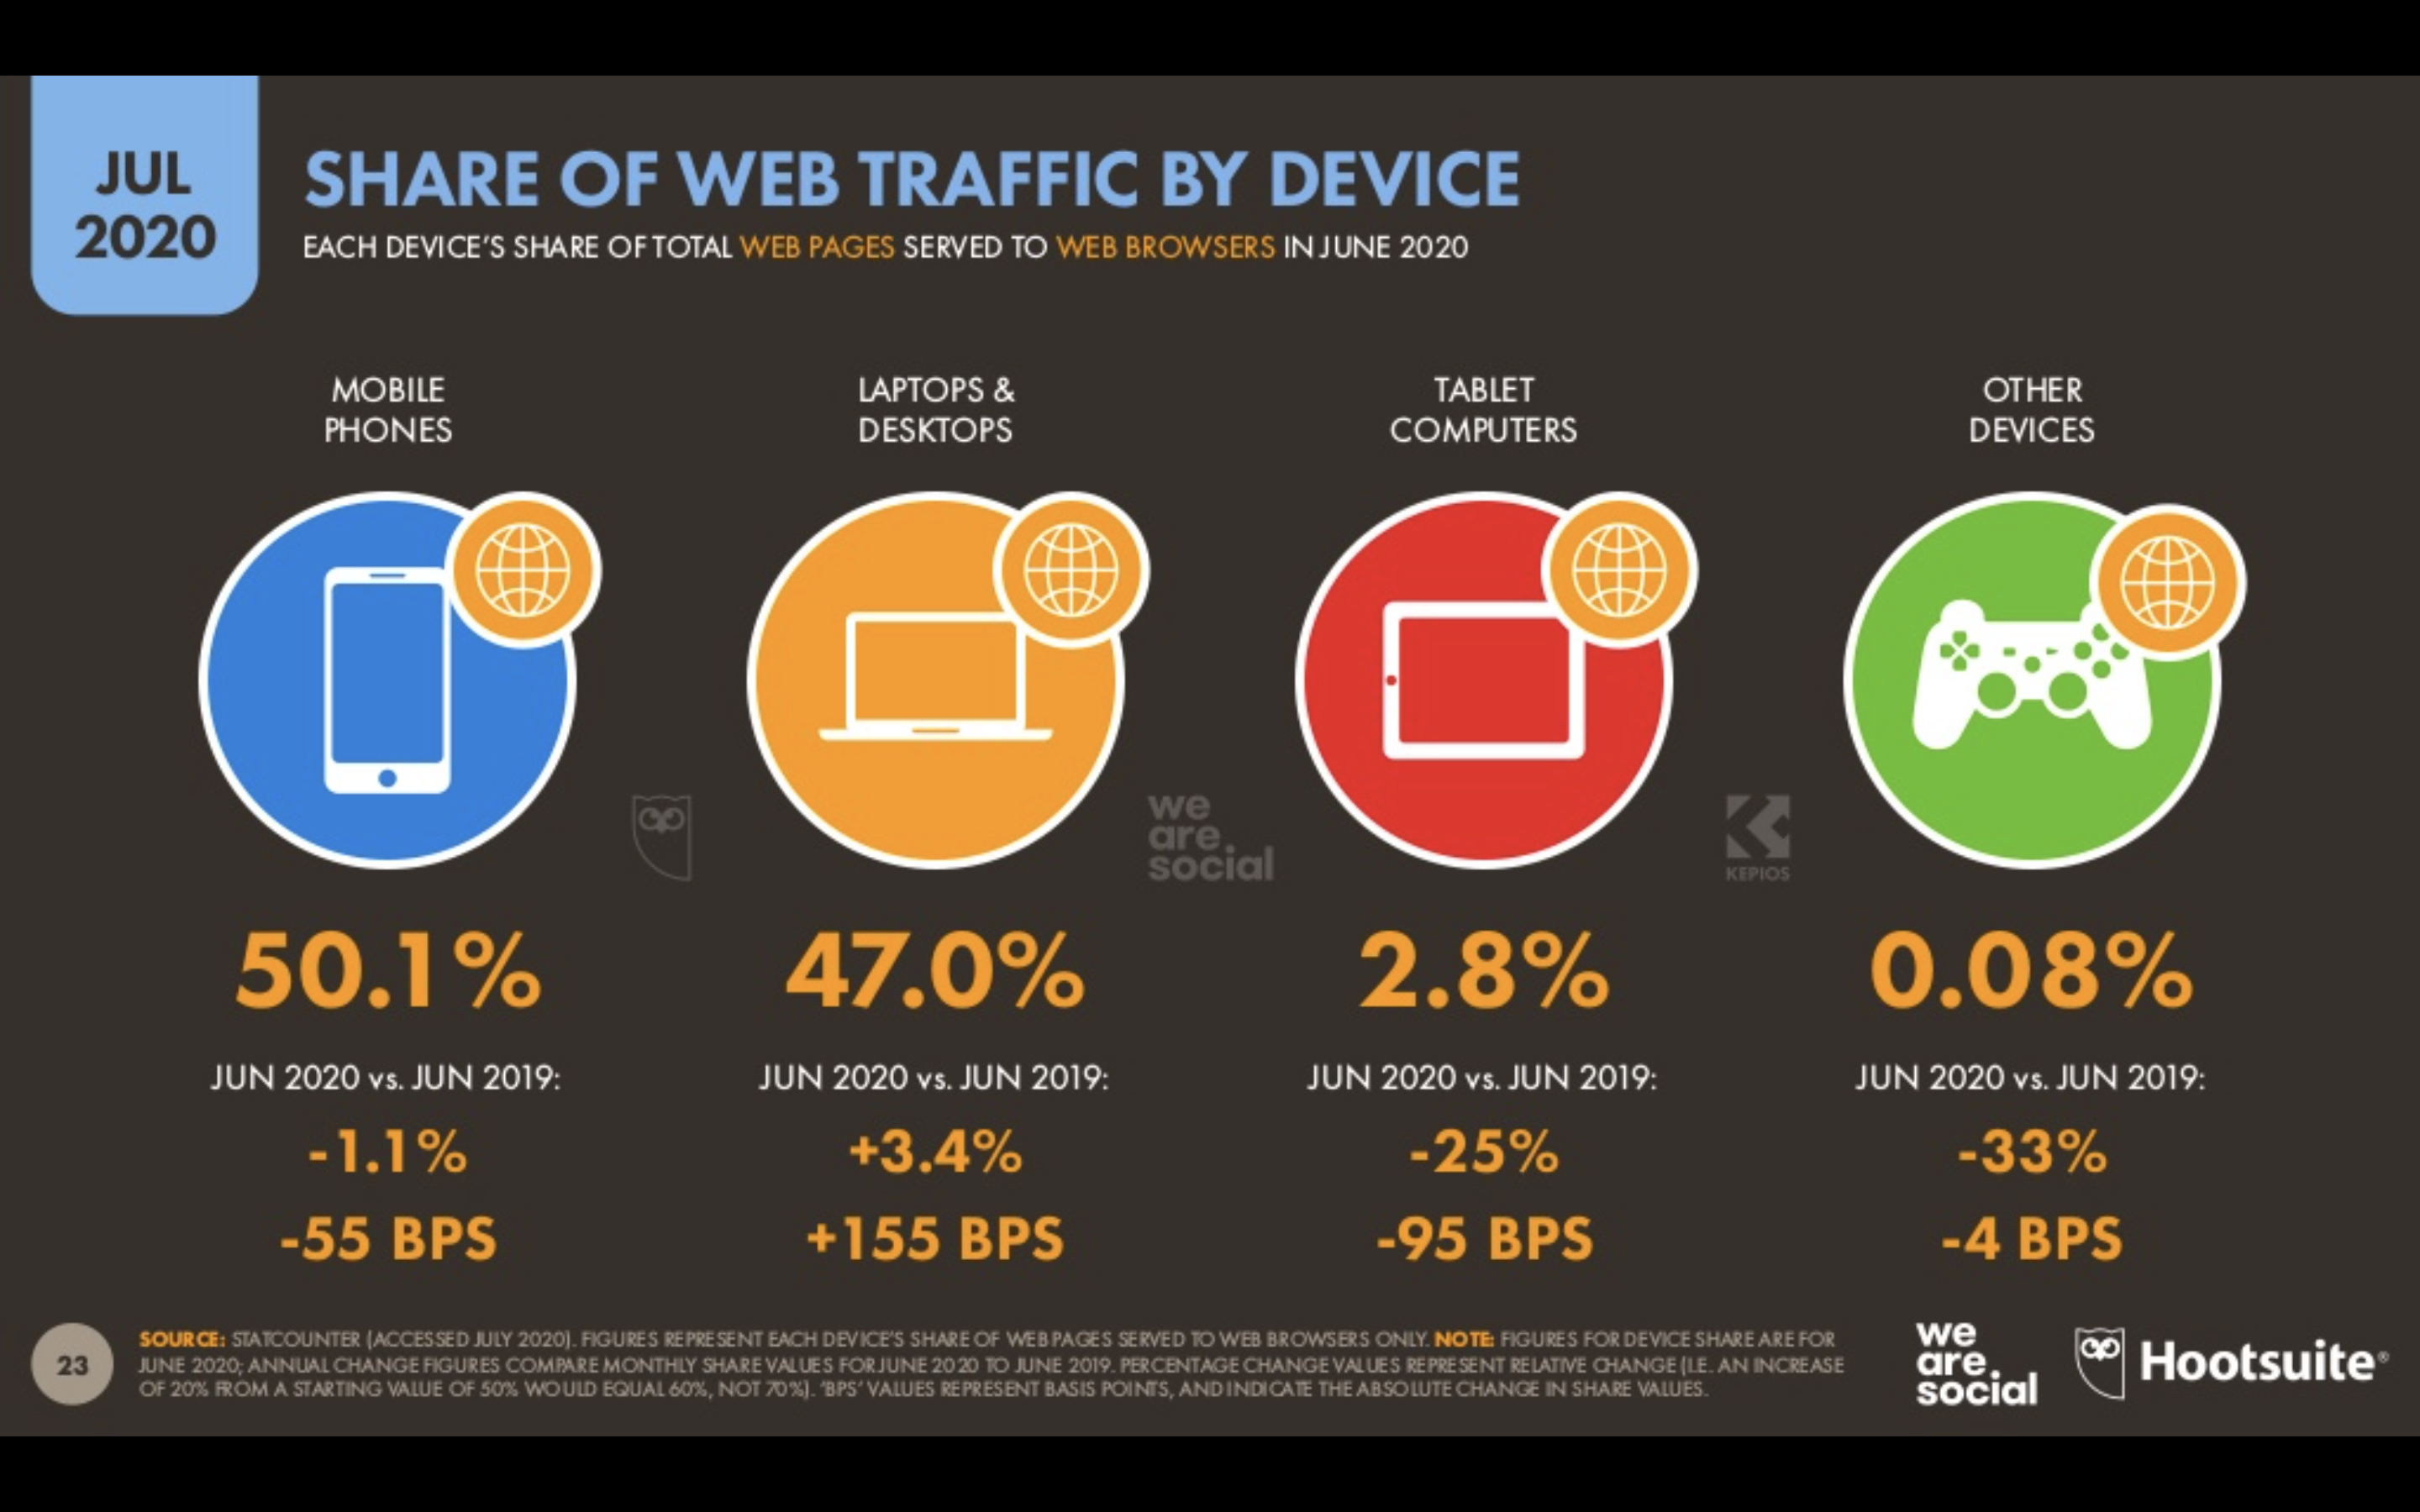 JUL
2020
SHARE OF WEB TRAFFIC BY DEVICE
EACH DEVICE'S SHARE OF TOTAL WEB PAGES SERVED TO WEB BROWSERS IN JUNE 2020
MOBILE
PHONES
LAPTOPS &
DESKTOPS
TABLET
COMPUTERS
OTHER
DEVICES
we
are
social
KEPIOS
50.1%
47.0%
2.8%
0.08%
JUN 2020 vs. JUN 2019:
JUN 2020 vs. JUN 2019:
JUN 2020 vs. JUN 2019:
JUN 2020 vs. JUN 2019:
-1.1%
+3.4%
-25%
-33%
-55 BPS
+155 BPS
-95 BPS
-4 BPS
23
SOURCE: STATCOUNTER (ACCESSED JULY 2020). FIGURES REPRESENT EACH DEVICE'S SHARE OF WEB PAGES SERVED TO WEB BROWSERS ONLY. NOTE: FIGURES FOR DEVICE SHARE ARE FOR
JUNE 2020; ANNUAL CHANGE FIGURES COMPARE MONTHLY SHARE VALUES FOR JUNE 2020 TO JUNE 2019. PERCENTAGE CHANGE VALUES REPRESENT RELATIVE CHANGE (I.E. AN INCREASE
OF 20% FROM A STARTING VALUE OF 50% WOULD EQUAL 60%, NOT 70%). 'BPS' VALUES REPRESENT BASIS POINTS, AND INDICATE THE ABSOLUTE CHANGE IN SHARE VALUES.
we
are
social
Hootsuite®